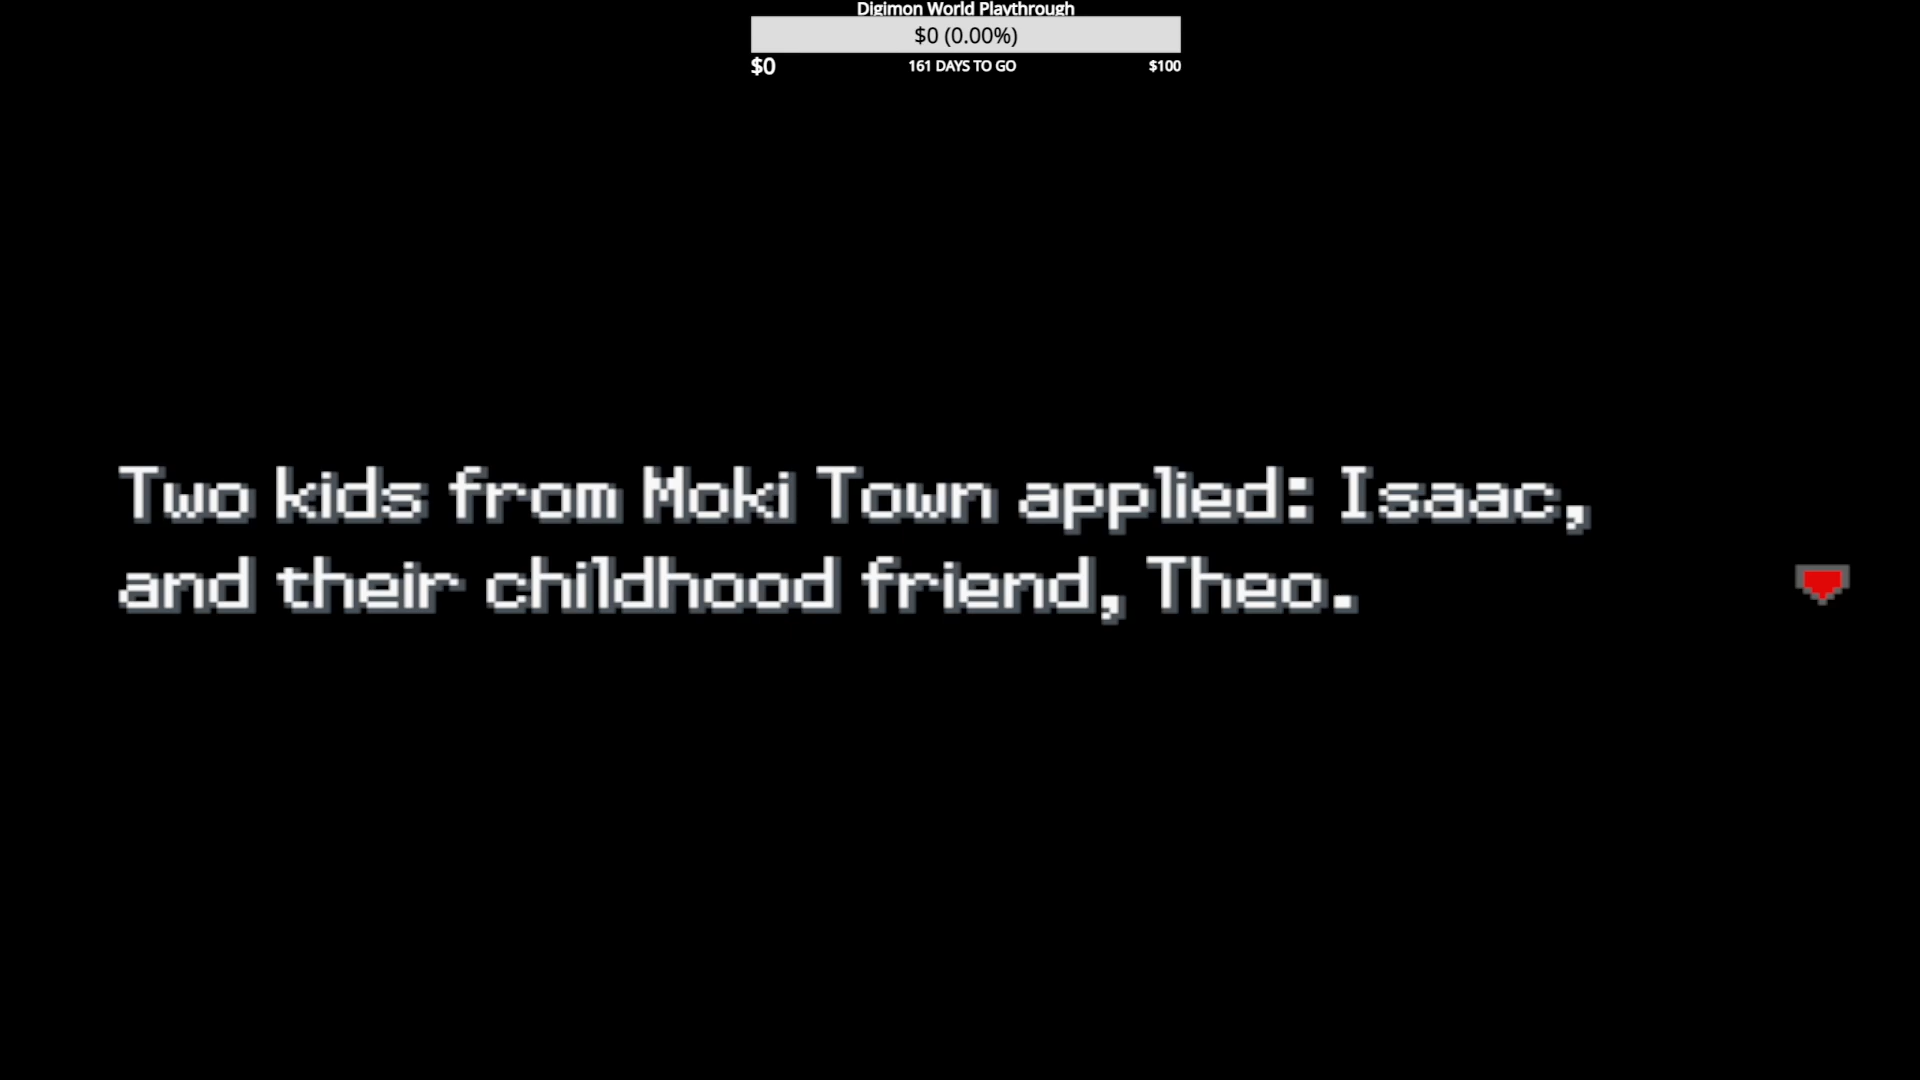 Digimon World Playthrough
$0 (0.00%)
$0 161 DAYS TO GO $100
Two kids from Moki Town applied: Isaac,
and their childhood friend, Theo.